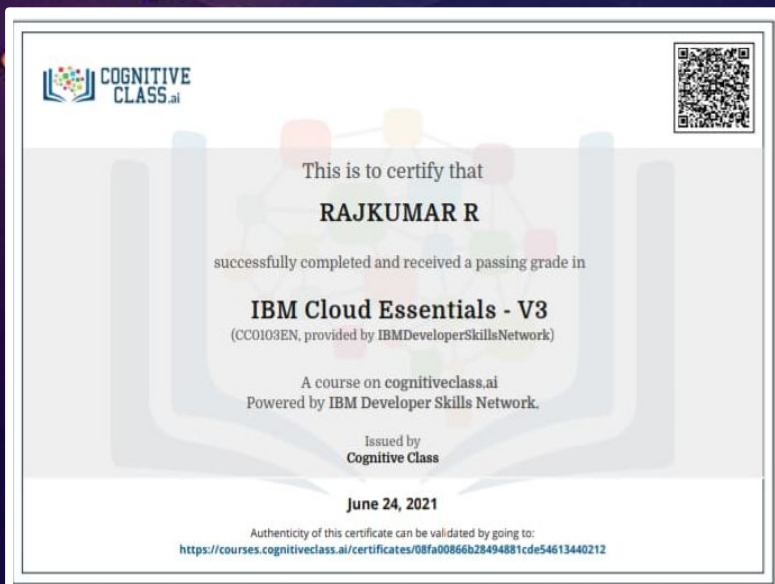 COGNITIVE
CLASS.ai
This is to certify that
RAJKUMAR R
successfully completed and received a passing grade in
IBM Cloud Essentials - V3
(CC0103EN, provided by IBMDeveloperSkillsNetwork)
A course on cognitiveclass.ai
Powered by IBM Developer Skills Network.
Issued by
Cognitive Class
June 24, 2021
Authenticity of this certificate can be validated by going to:
https://courses.cognitiveclass.ai/certificates/08fa00866b28494881cde54613440212